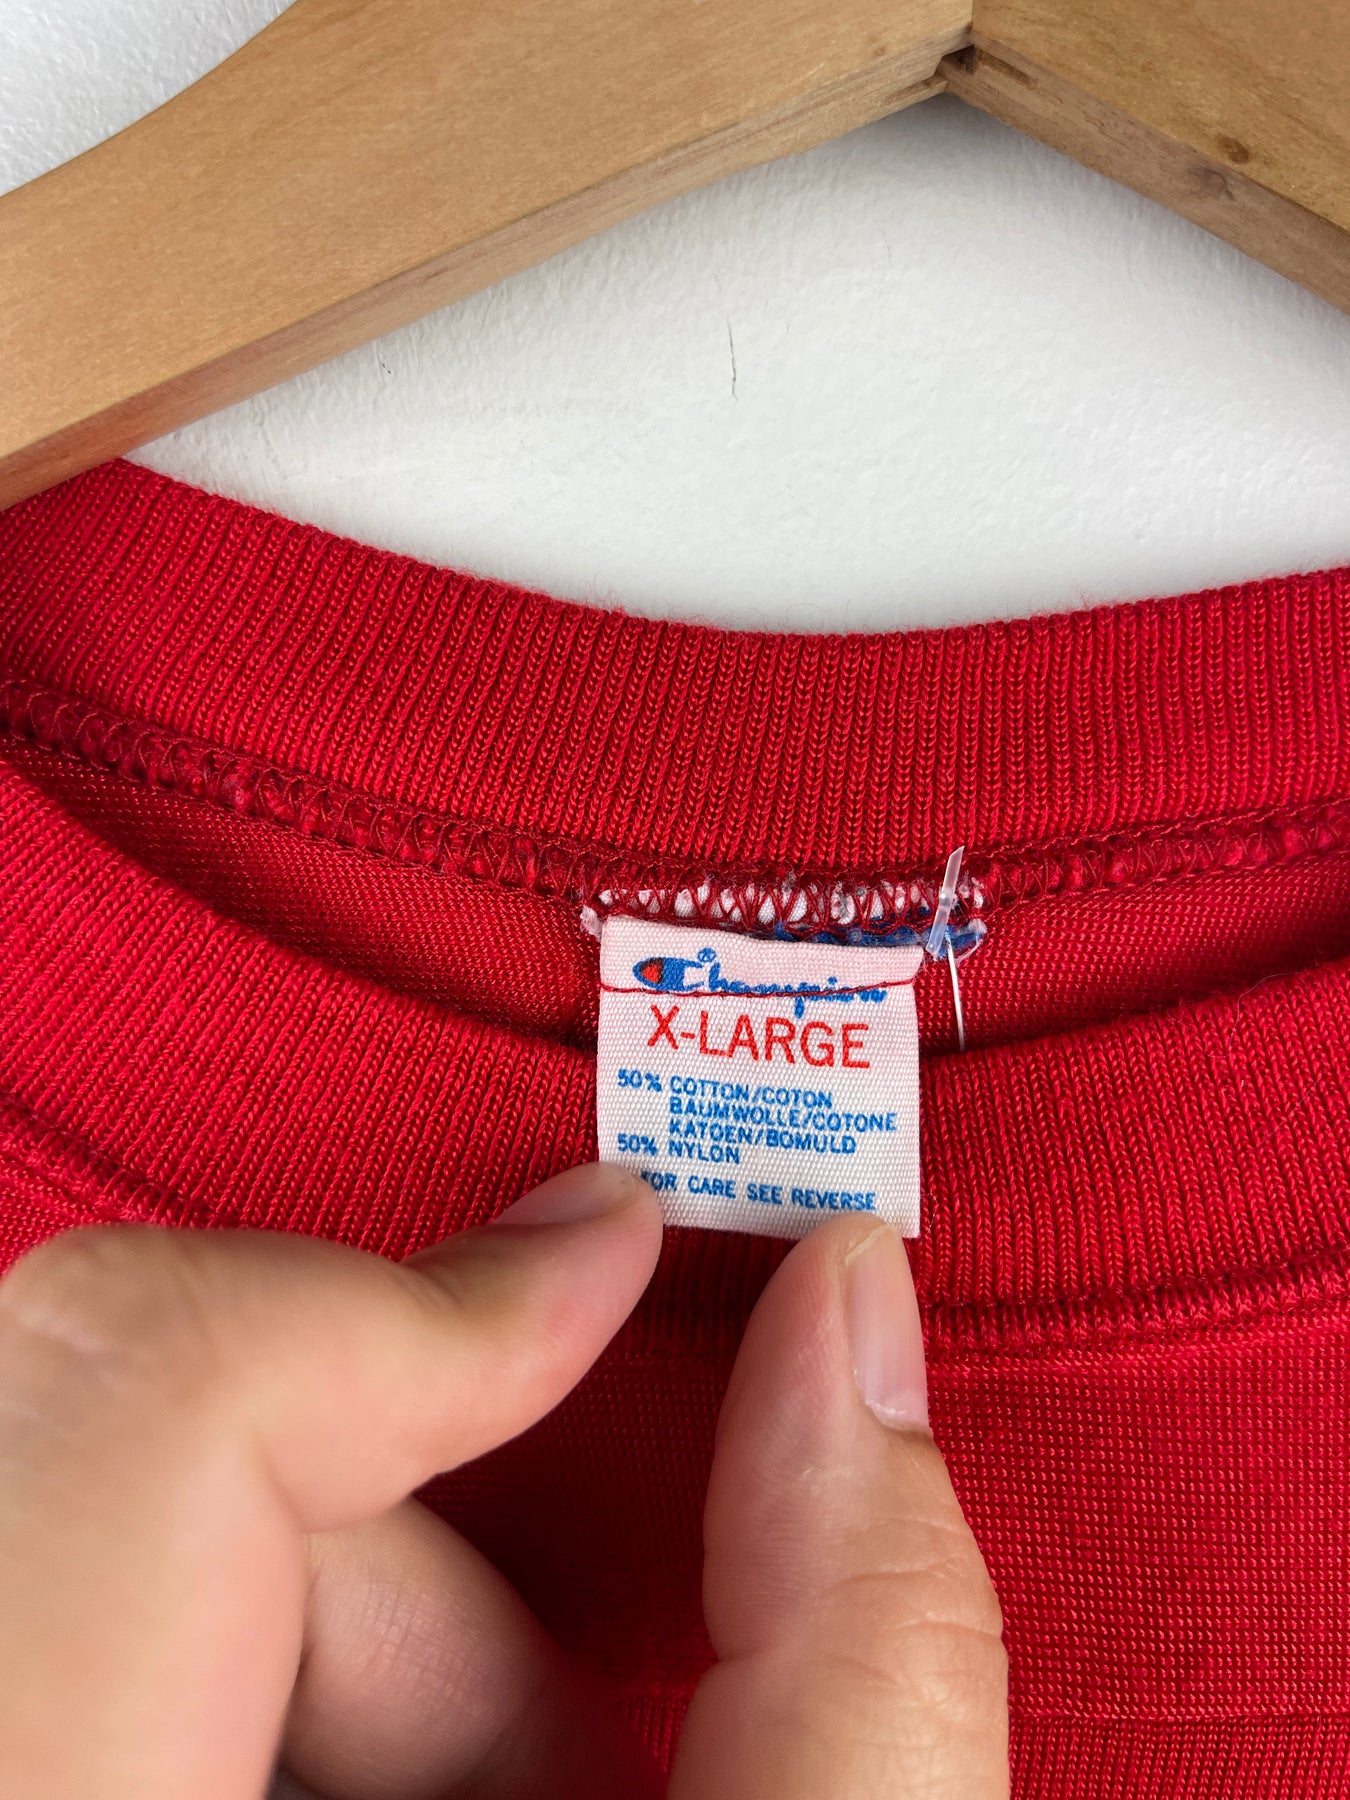 Champion®
X-LARGE
50% COTTON/COTON
BAUMWOLLE/COTONE
KATOEN/BOMULD
50% NYLON
FOR CARE SEE REVERSE